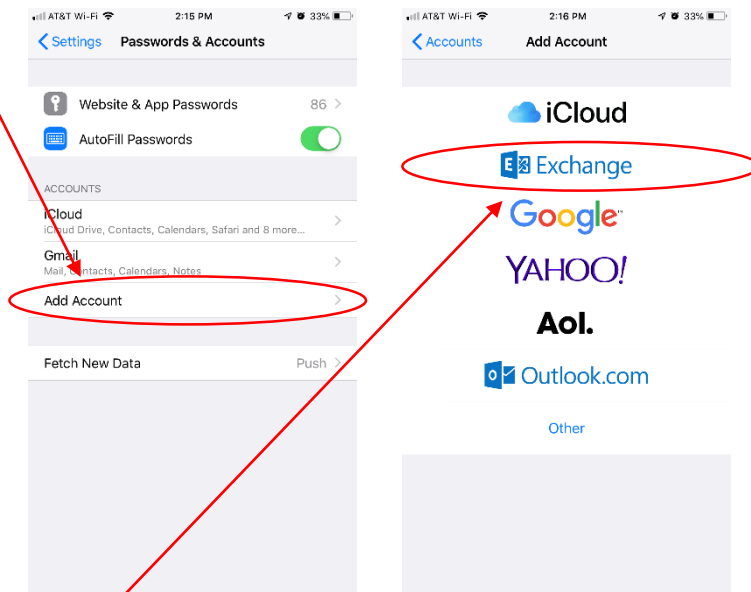 AT&T Wi-Fi 2:15 PM 33%
Settings Passwords & Accounts
Website & App Passwords 86
AutoFill Passwords
ACCOUNTS
iCloud
iCloud Drive, Contacts, Calendars, Safari and 8 more...
Gmail
Mail, Contacts, Calendars, Notes
Add Account
Fetch New Data Push
AT&T Wi-Fi 2:16 PM 33%
Accounts Add Account
iCloud
E Exchange
Google™
YAHOO!
Aol.
o Outlook.com
Other